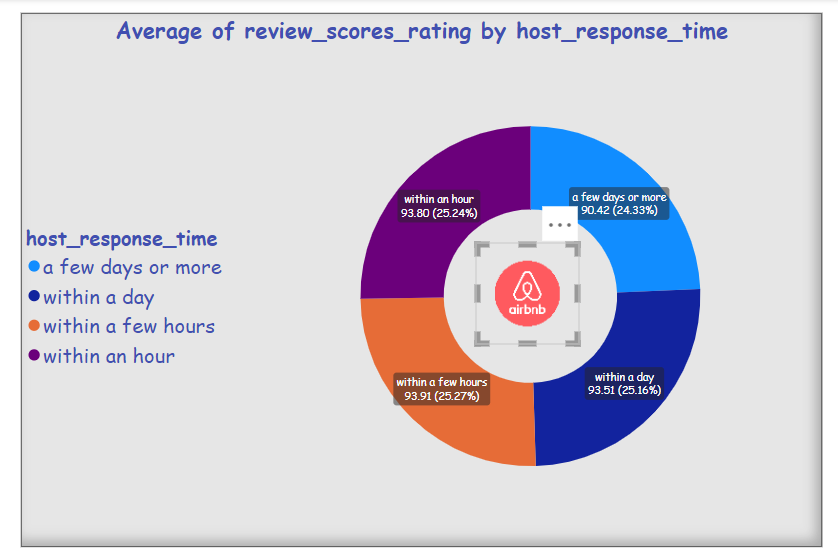 Average of review_scores_rating by host_response_time
host_response_time
a few days or more
within a day
within a few hours
within an hour
within an hour
93.80 (25.24%)
a few days or more
90.42 (24.33%)
airbnb
within a few hours
93.91 (25.27%)
within a day
93.51 (25.16%)